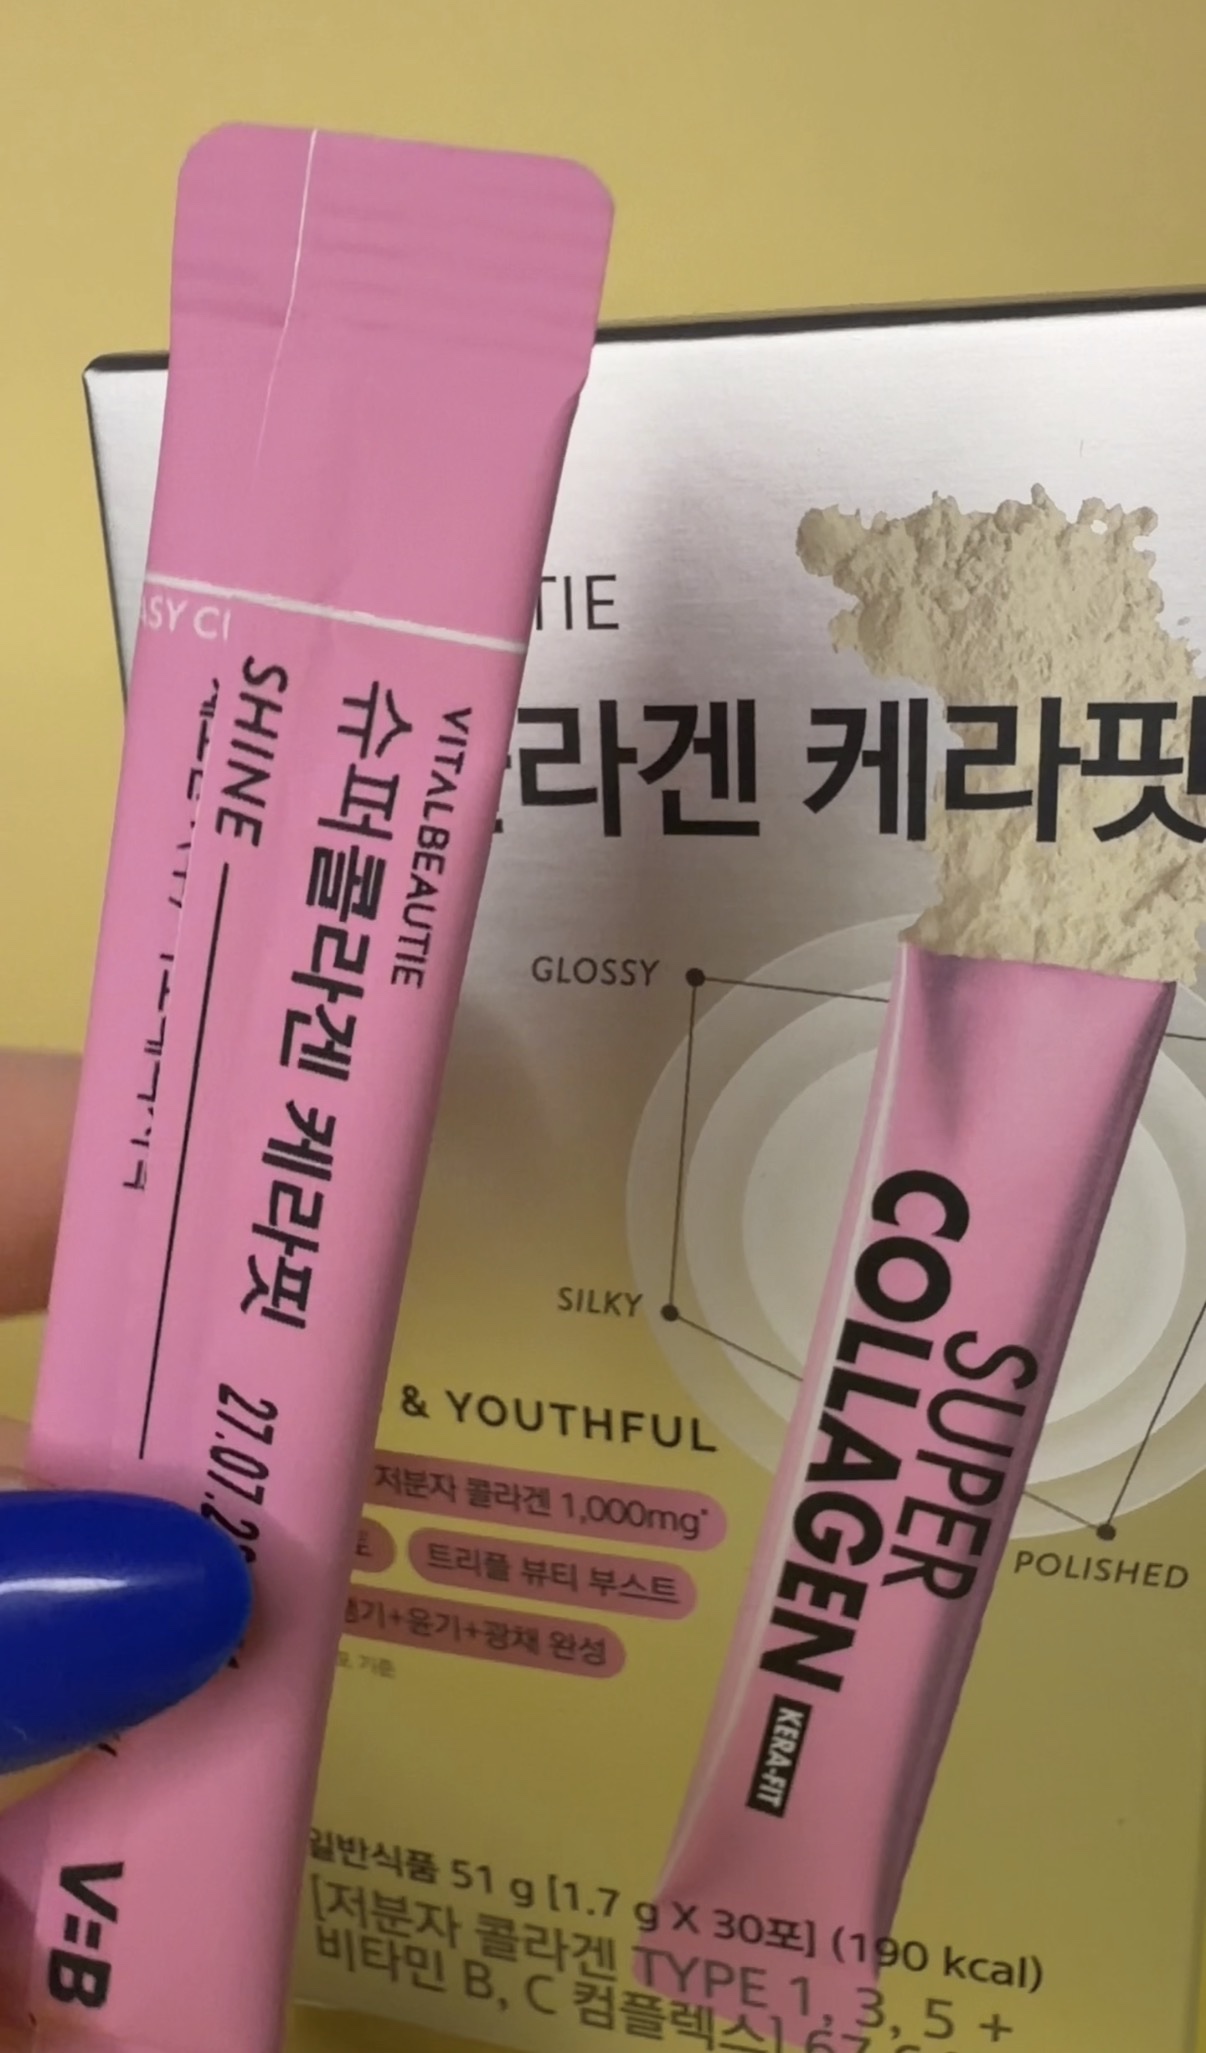 VITALBEAUTIE
슈퍼콜라겐 케라핏
SHINE
27.07.2
V=B
TIE
라겐 케라핏
GLOSSY
SILKY
POLISHED
& YOUTHFUL
저분자 콜라겐 1,000mg*
트리플 뷰티 부스트
기+윤기+광채 완성
기준
SUPER
COLLAGEN
KERA-FIT
일반식품 51 g [1.7 g X 30포] (190 kcal)
[저분자 콜라겐 TYPE 1, 3, 5 +
비타민 B, C 컴플렉스]